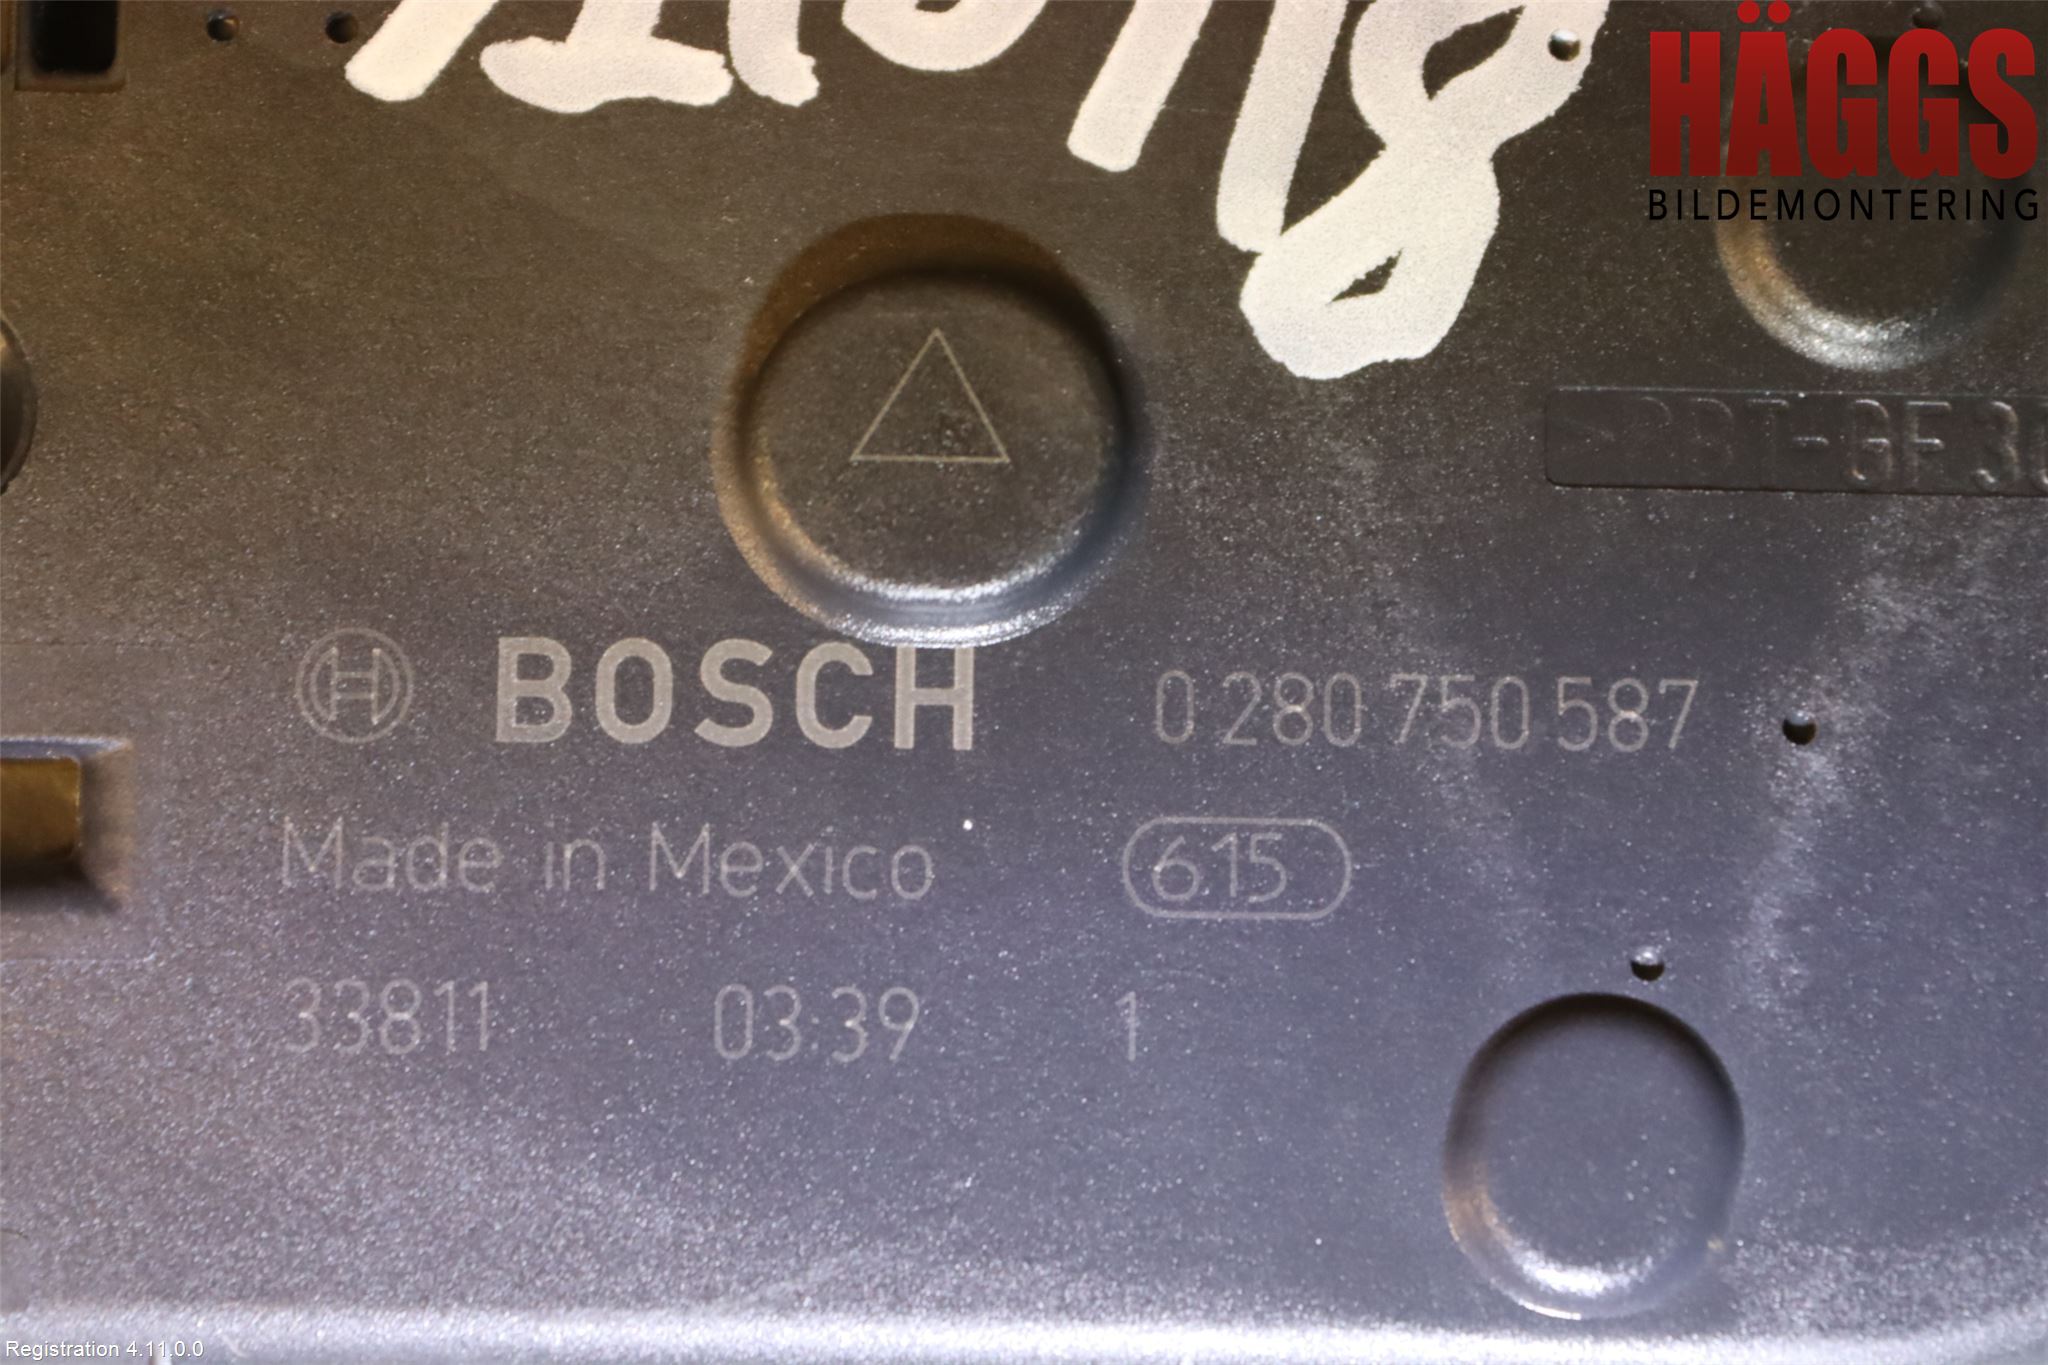 HÄGGS
BILDEMONTERING
BOSCH 0 280 750 587
Made in Mexico 615
33811 03:39 1
Registration 4.11.0.0